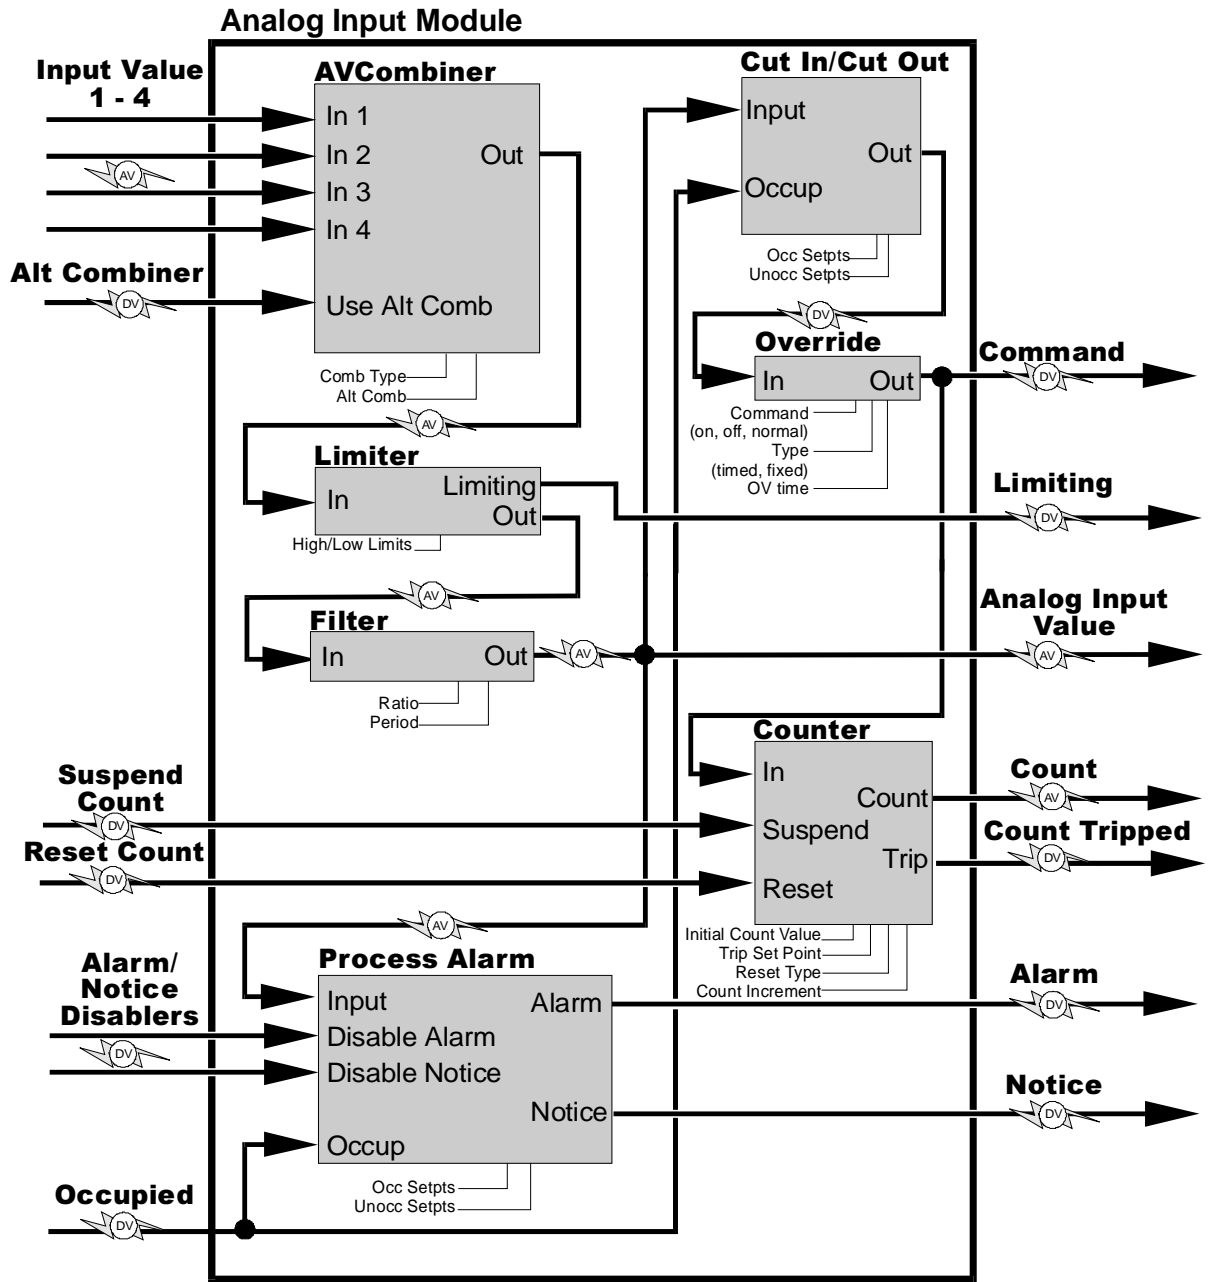 Analog Input Module
Input Value
1 - 4
AV
Alt Combiner
DV
AVCombiner
In 1
In 2
In 3
In 4
Out
Use Alt Comb
Comb Type
Alt Comb
AV
Limiter
In
Limiting
Out
High/Low Limits
AV
Filter
In
Out
AV
Ratio
Period
Cut In/Cut Out
Input
Out
Occup
Occ Setpts
Unocc Setpts
DV
Override
In
Out
Command
(on, off, normal)
Type
(timed, fixed)
OV time
Command
DV
Limiting
DV
Analog Input
Value
AV
Suspend
Count
DV
Reset Count
DV
Counter
In
Count
Suspend
Trip
Reset
Initial Count Value
Trip Set Point
Reset Type
Count Increment
Count
AV
Count Tripped
DV
AV
Alarm/
Notice
Disablers
DV
Process Alarm
Input
Alarm
Disable Alarm
Disable Notice
Notice
Occup
Occ Setpts
Unocc Setpts
Alarm
DV
Notice
DV
Occupied
DV